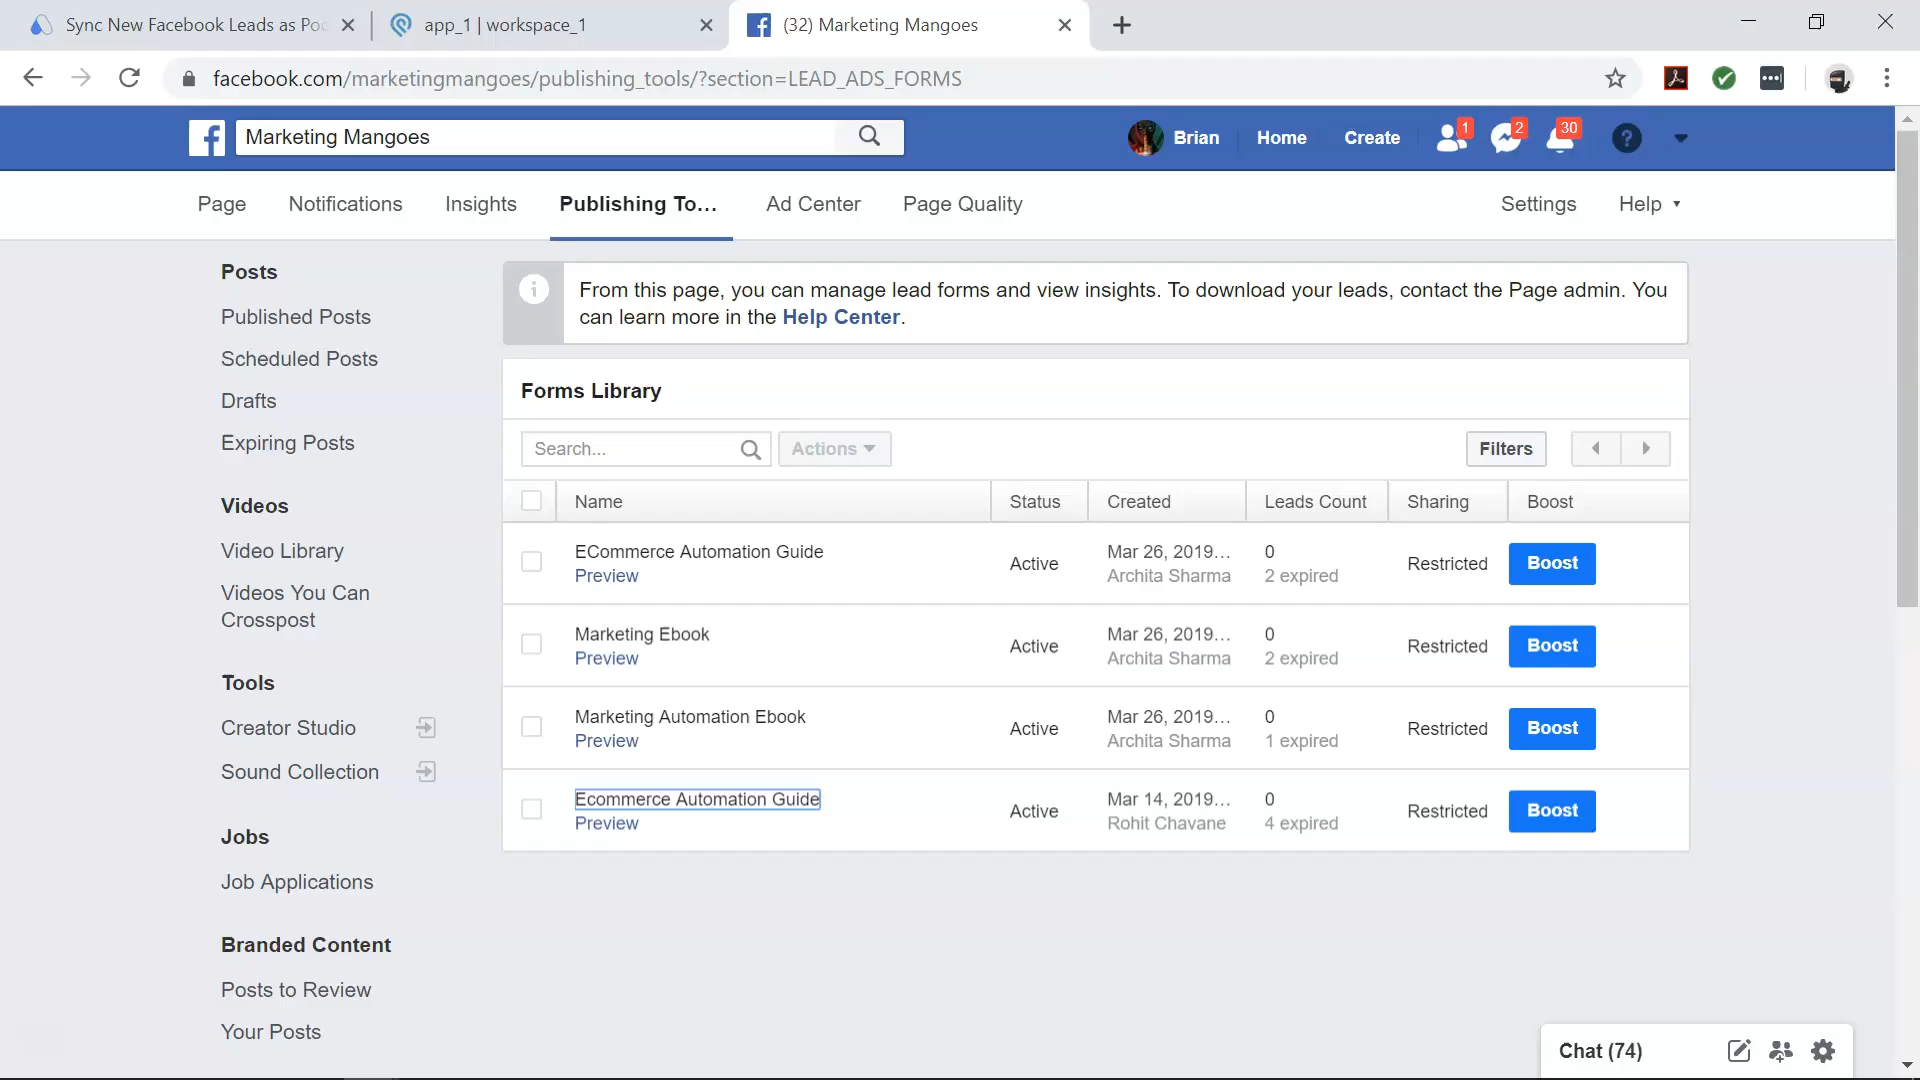 Sync New Facebook Leads as Po
app_1 | workspace_1
(32) Marketing Mangoes
facebook.com/marketingmangoes/publishing_tools/?section=LEAD_ADS_FORMS
Marketing Mangoes
Brian
Home
Create
1
2
30
?
Page
Notifications
Insights
Publishing To...
Ad Center
Page Quality
Settings
Help
Posts
Published Posts
Scheduled Posts
Drafts
Expiring Posts
Videos
Video Library
Videos You Can
Crosspost
Tools
Creator Studio
Sound Collection
Jobs
Job Applications
Branded Content
Posts to Review
Your Posts
From this page, you can manage lead forms and view insights. To download your leads, contact the Page admin. You
can learn more in the Help Center.
Forms Library
Search...
Actions
Filters
Name
Status
Created
Leads Count
Sharing
Boost
ECommerce Automation Guide
Preview
Active
Mar 26, 2019...
Archita Sharma
0
2 expired
Restricted
Boost
Marketing Ebook
Preview
Active
Mar 26, 2019...
Archita Sharma
0
2 expired
Restricted
Boost
Marketing Automation Ebook
Preview
Active
Mar 26, 2019...
Archita Sharma
0
1 expired
Restricted
Boost
Ecommerce Automation Guide
Preview
Active
Mar 14, 2019...
Rohit Chavane
0
4 expired
Restricted
Boost
Chat (74)